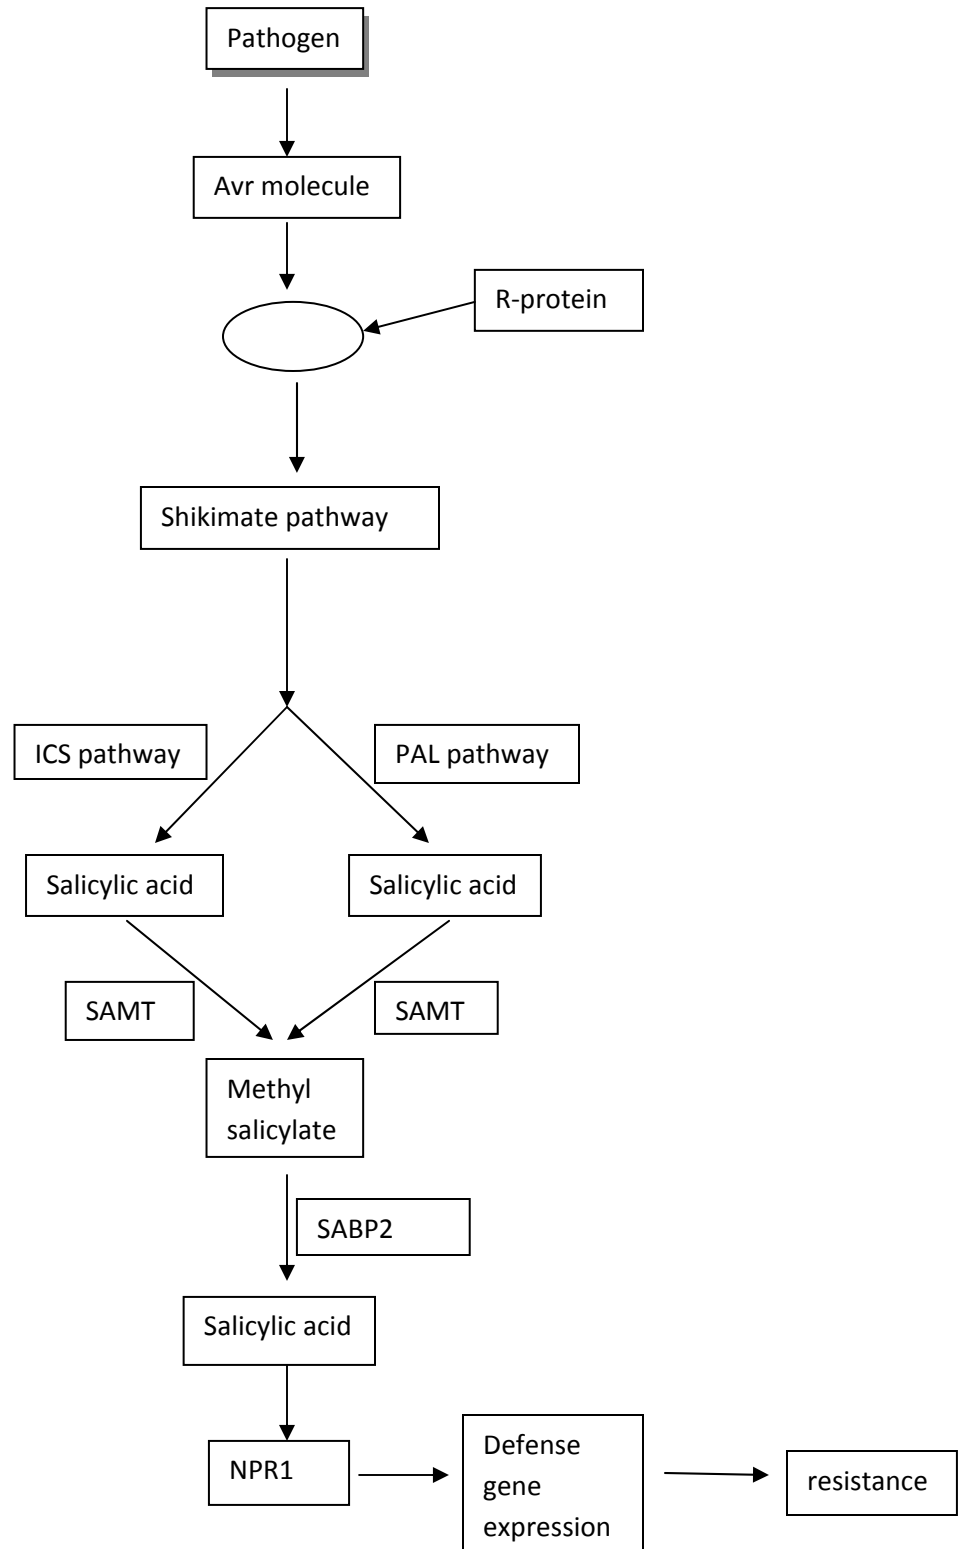 Pathogen
Avr molecule
R-protein
Shikimate pathway
ICS pathway
PAL pathway
Salicylic acid
Salicylic acid
SAMT
SAMT
Methyl
salicylate
SABP2
Salicylic acid
NPR1
Defense
gene
expression
resistance